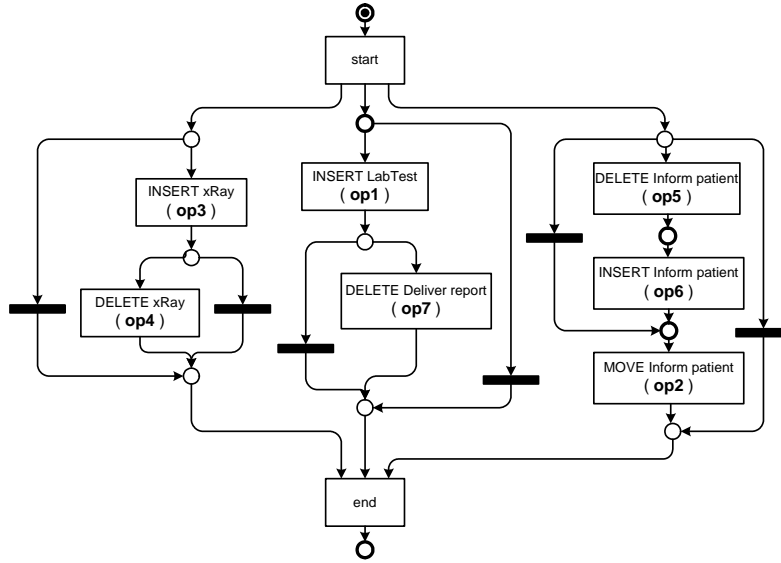 start
INSERT xRay
( op3 )
DELETE xRay
( op4 )
INSERT LabTest
( op1 )
DELETE Deliver report
( op7 )
DELETE Inform patient
( op5 )
INSERT Inform patient
( op6 )
MOVE Inform patient
( op2 )
end